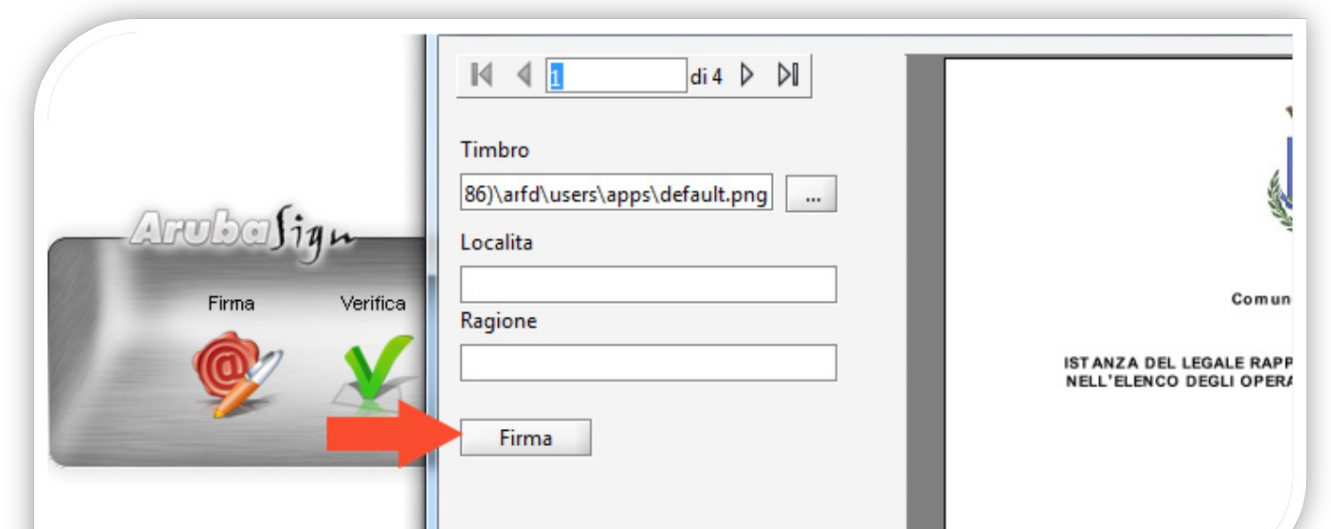 ArubaSign
Firma
Verifica
1 di 4
Timbro
86)\arfd\users\apps\default.png ...
Localita
Ragione
Firma
Comun
ISTANZA DEL LEGALE RAPP
NELL'ELENCO DEGLI OPERA